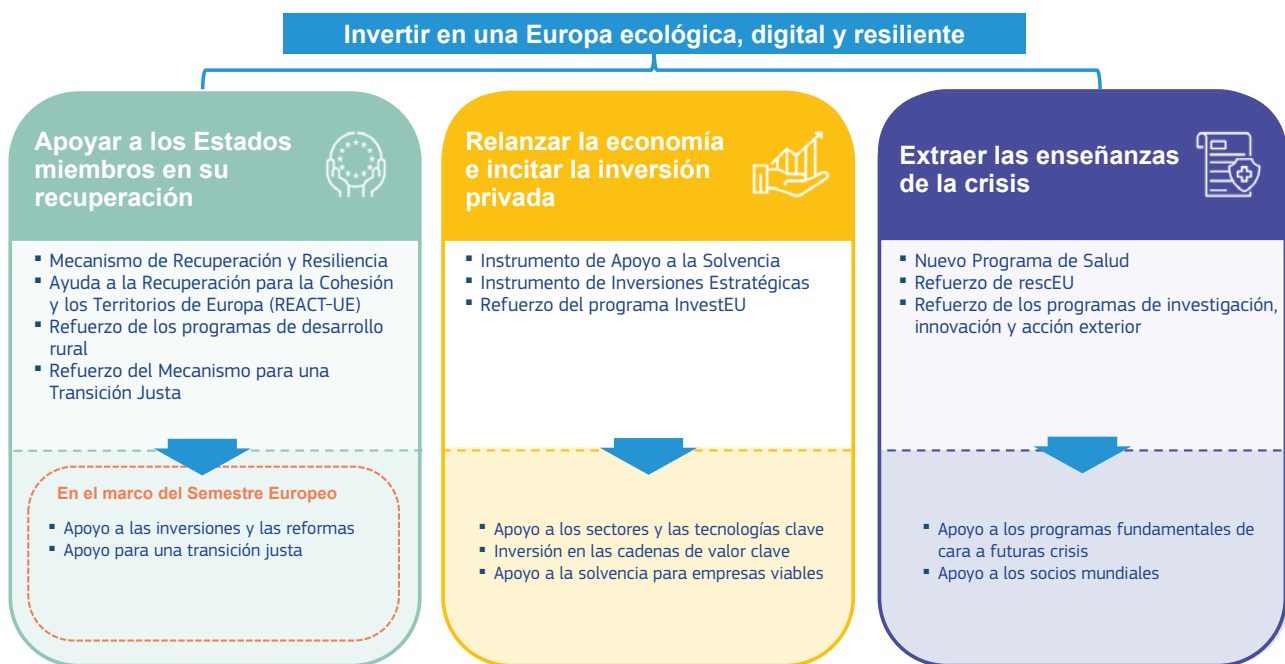 Invertir en una Europa ecológica, digital y resiliente
Apoyar a los Estados
miembros en su
recuperación
▪ Mecanismo de Recuperación y Resiliencia
▪ Ayuda a la Recuperación para la Cohesión
y los Territorios de Europa (REACT-UE)
▪ Refuerzo de los programas de desarrollo
rural
▪ Refuerzo del Mecanismo para una
Transición Justa
En el marco del Semestre Europeo
▪ Apoyo a las inversiones y las reformas
▪ Apoyo para una transición justa
Relanzar la economía
e incitar la inversión
privada
▪ Instrumento de Apoyo a la Solvencia
▪ Instrumento de Inversiones Estratégicas
▪ Refuerzo del programa InvestEU
▪ Apoyo a los sectores y las tecnologías clave
▪ Inversión en las cadenas de valor clave
▪ Apoyo a la solvencia para empresas viables
Extraer las enseñanzas
de la crisis
▪ Nuevo Programa de Salud
▪ Refuerzo de rescEU
▪ Refuerzo de los programas de investigación,
innovación y acción exterior
▪ Apoyo a los programas fundamentales de
cara a futuras crisis
▪ Apoyo a los socios mundiales